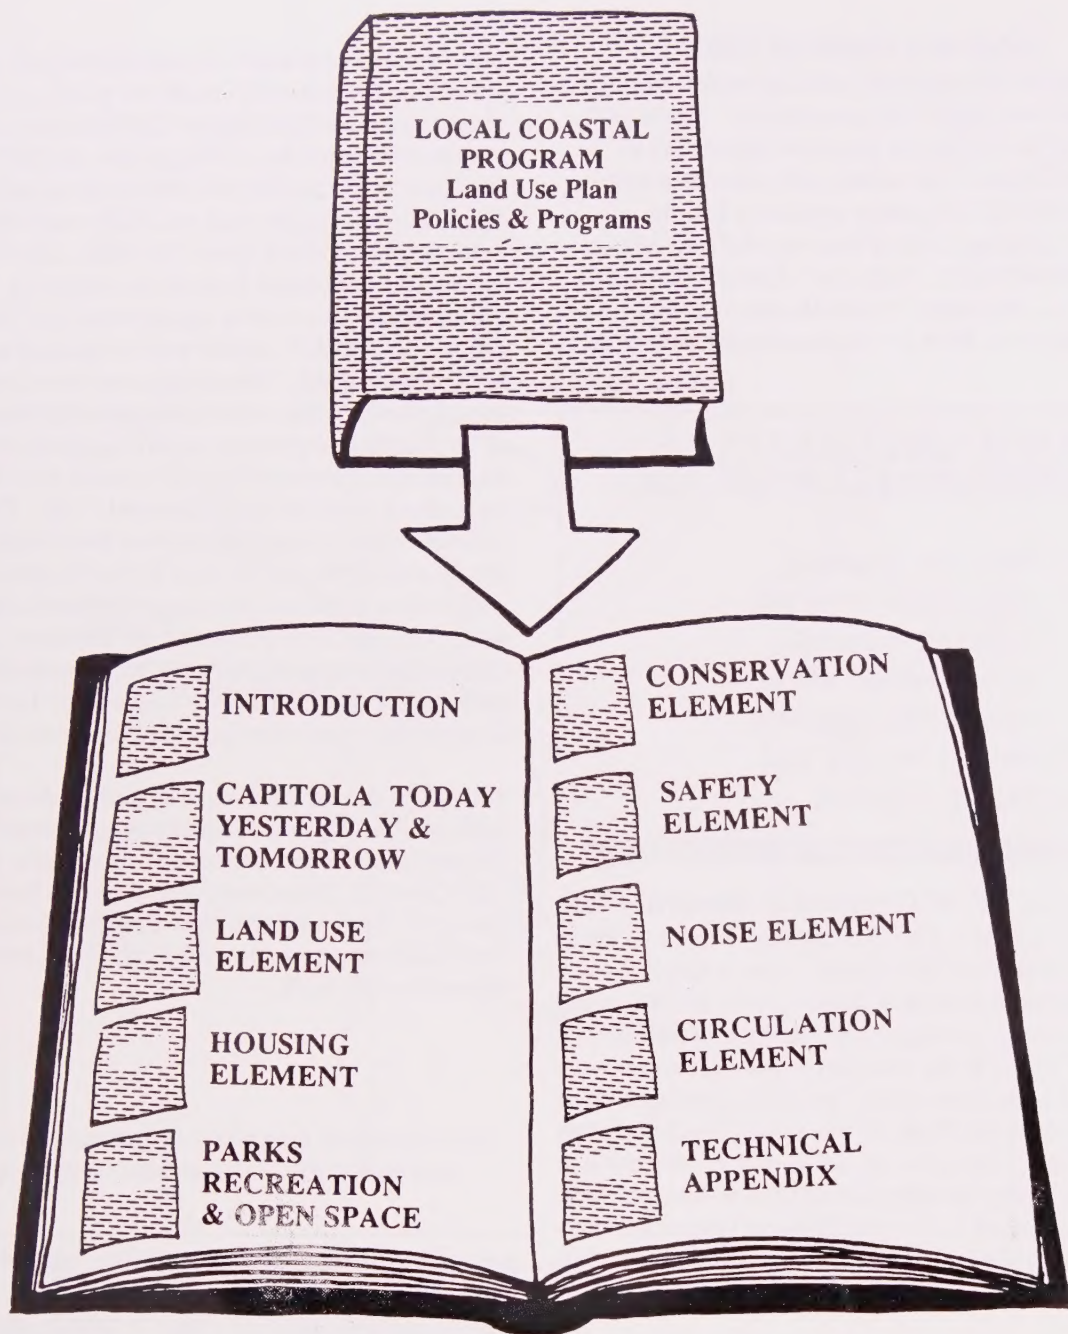 LOCAL COASTAL
PROGRAM
Land Use Plan
Policies & Programs
INTRODUCTION
CAPITOLA TODAY
YESTERDAY &
TOMORROW
LAND USE
ELEMENT
HOUSING
ELEMENT
PARKS
RECREATION
& OPEN SPACE
CONSERVATION
ELEMENT
SAFETY
ELEMENT
NOISE ELEMENT
CIRCULATION
ELEMENT
TECHNICAL
APPENDIX